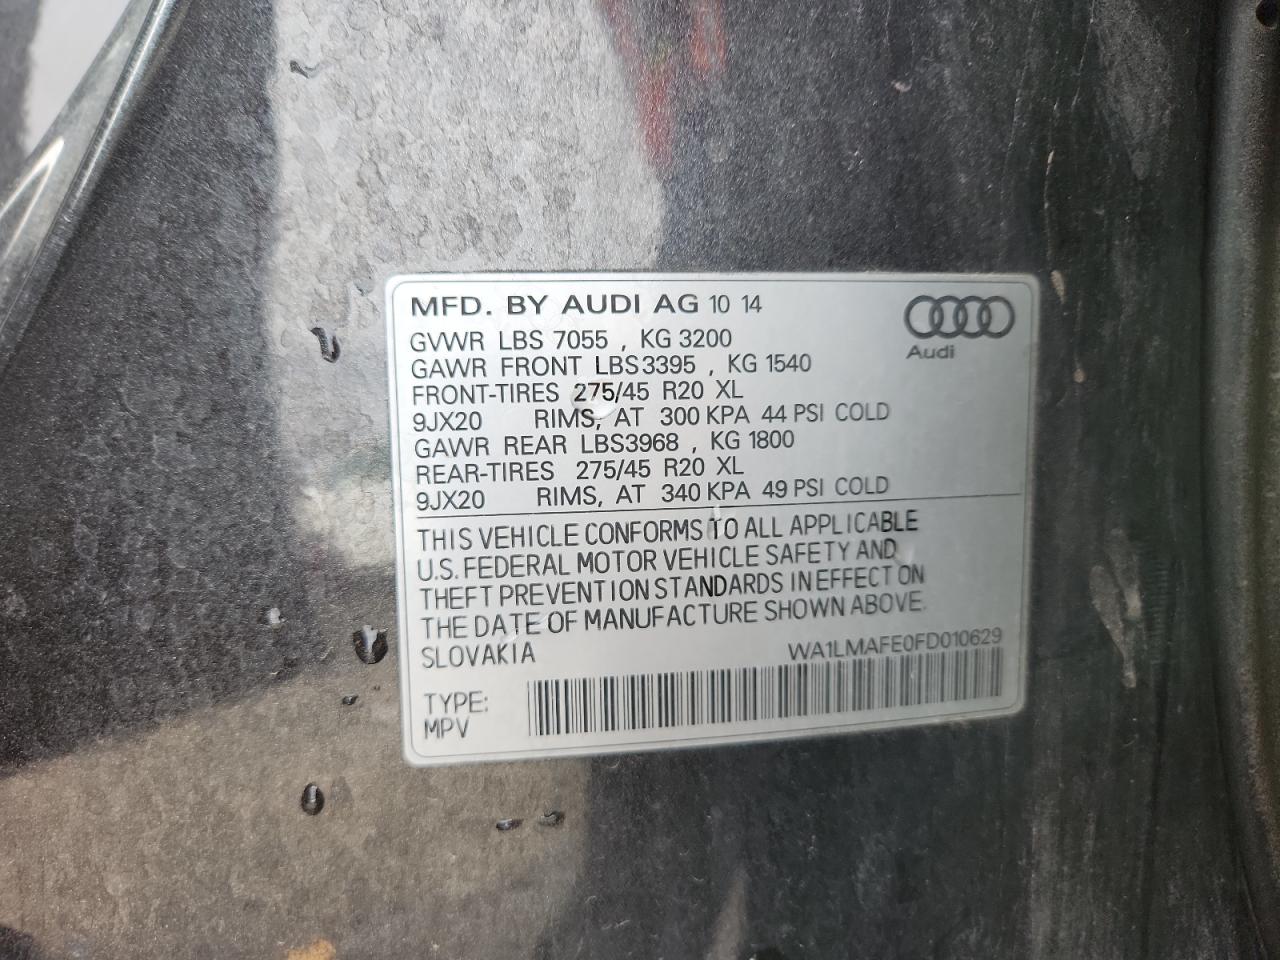 MFD. BY AUDI AG 10 14
Audi
GVWR LBS 7055 , KG 3200
GAWR FRONT LBS3395 , KG 1540
FRONT-TIRES 275/45 R20 XL
9JX20 RIMS, AT 300 KPA 44 PSI COLD
GAWR REAR LBS3968 , KG 1800
REAR-TIRES 275/45 R20 XL
9JX20 RIMS, AT 340 KPA 49 PSI COLD
THIS VEHICLE CONFORMS TO ALL APPLICABLE
U.S. FEDERAL MOTOR VEHICLE SAFETY AND
THEFT PREVENTION STANDARDS IN EFFECT ON
THE DATE OF MANUFACTURE SHOWN ABOVE.
SLOVAKIA
WA1LMAFE0FD010629
TYPE:
MPV